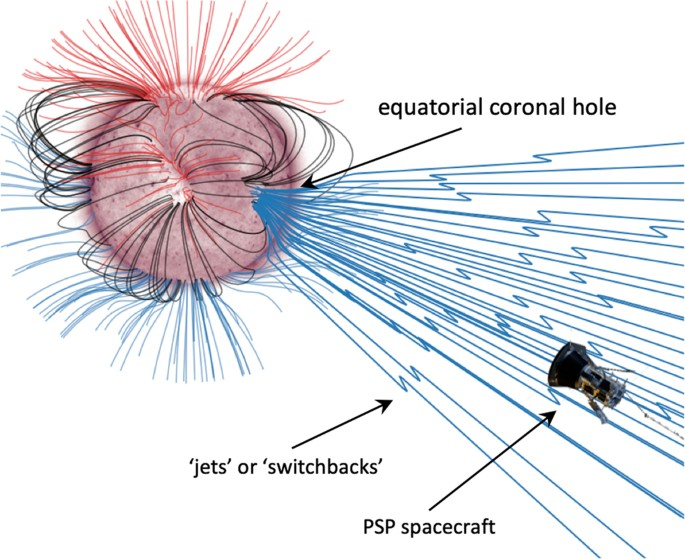 equatorial coronal hole
‘jets’ or ‘switchbacks’
PSP spacecraft